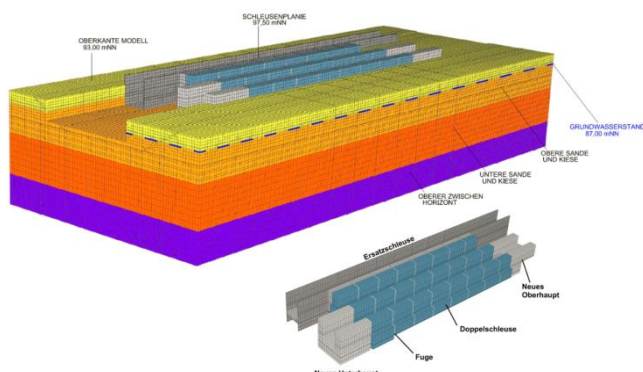 SCHLEUSENPLANIE
97,50 mNN
OBERKANTE MODELL
93,00 mNN
GRUNDWASSERSTAND
87,00 mNN
OBERE SANDE
UND KIESE
UNTERE SANDE
UND KIESE
OBERER ZWISCHEN
HORIZONT
Ersatzschleuse
Neues
Oberhaupt
Doppelschleuse
Fuge